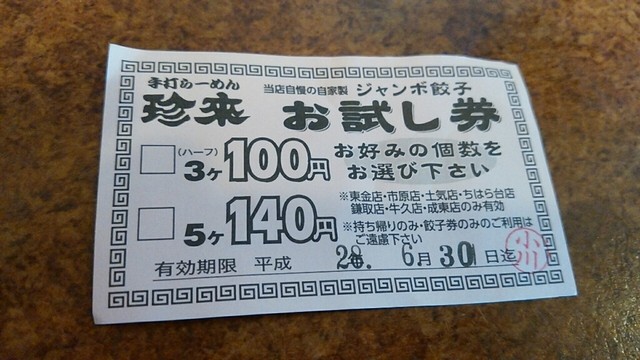 手打らーめん
珍来
当店自慢の自家製 ジャンボ餃子
お試し券
(ハーフ)
3ヶ100円
お好みの個数を
お選び下さい
5ヶ140円
※東金店・市原店・土気店・ちはら台店
鎌取店・牛久店・成東店のみ有効
※持ち帰りのみ・餃子券のみのご利用は
ご遠慮下さい
有効期限 平成 28. 6月30日迄
小川